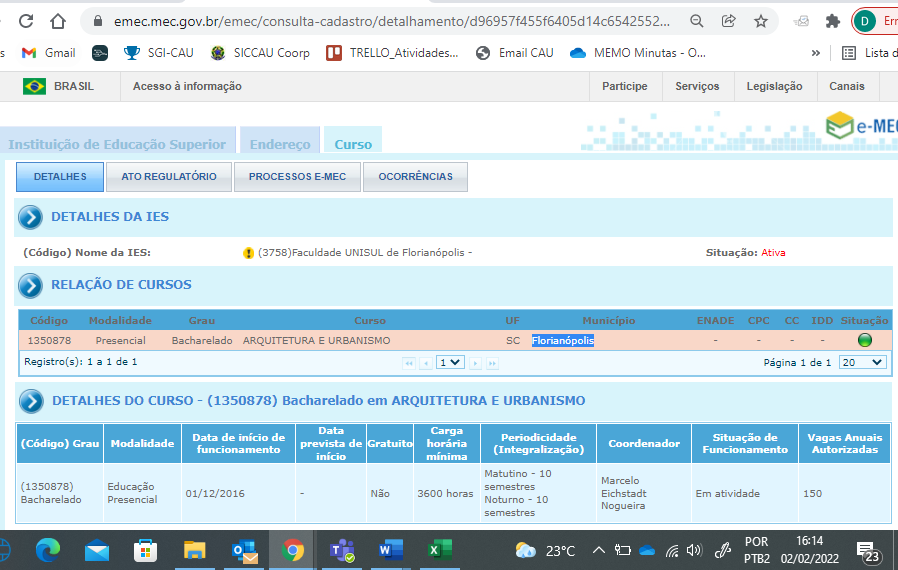 emec.mec.gov.br/emec/consulta-cadastro/detalhamento/d96957f455f6405d14c6542552...
D
Gmail
SGI-CAU
SICCAU Coorp
TRELLO_Atividades...
Email CAU
MEMO Minutas - O...
»
Lista d
BRASIL
Acesso à informação
Participe
Serviços
Legislação
Canais
Instituição de Educação Superior
Endereço
Curso
e-MEC
DETALHES
ATO REGULATÓRIO
PROCESSOS E-MEC
OCORRÊNCIAS
DETALHES DA IES
(Código) Nome da IES: (3758)Faculdade UNISUL de Florianópolis - Situação: Ativa
RELAÇÃO DE CURSOS
Código Modalidade Grau Curso UF Município ENADE CPC CC IDD Situação
1350878 Presencial Bacharelado ARQUITETURA E URBANISMO SC Florianópolis - - - -
Registro(s): 1 a 1 de 1 1 Página 1 de 1 20
DETALHES DO CURSO - (1350878) Bacharelado em ARQUITETURA E URBANISMO
(Código) Grau
Modalidade
Data de início de
funcionamento
Data
prevista de
início
Gratuito
Carga
horária
mínima
Periodicidade
(Integralização)
Coordenador
Situação de
Funcionamento
Vagas Anuais
Autorizadas
(1350878)
Bacharelado
Educação
Presencial
01/12/2016
-
Não
3600 horas
Matutino - 10
semestres
Noturno - 10
semestres
Marcelo
Eichstadt
Nogueira
Em atividade
150
23°C
POR
PTB2
16:14
02/02/2022
23